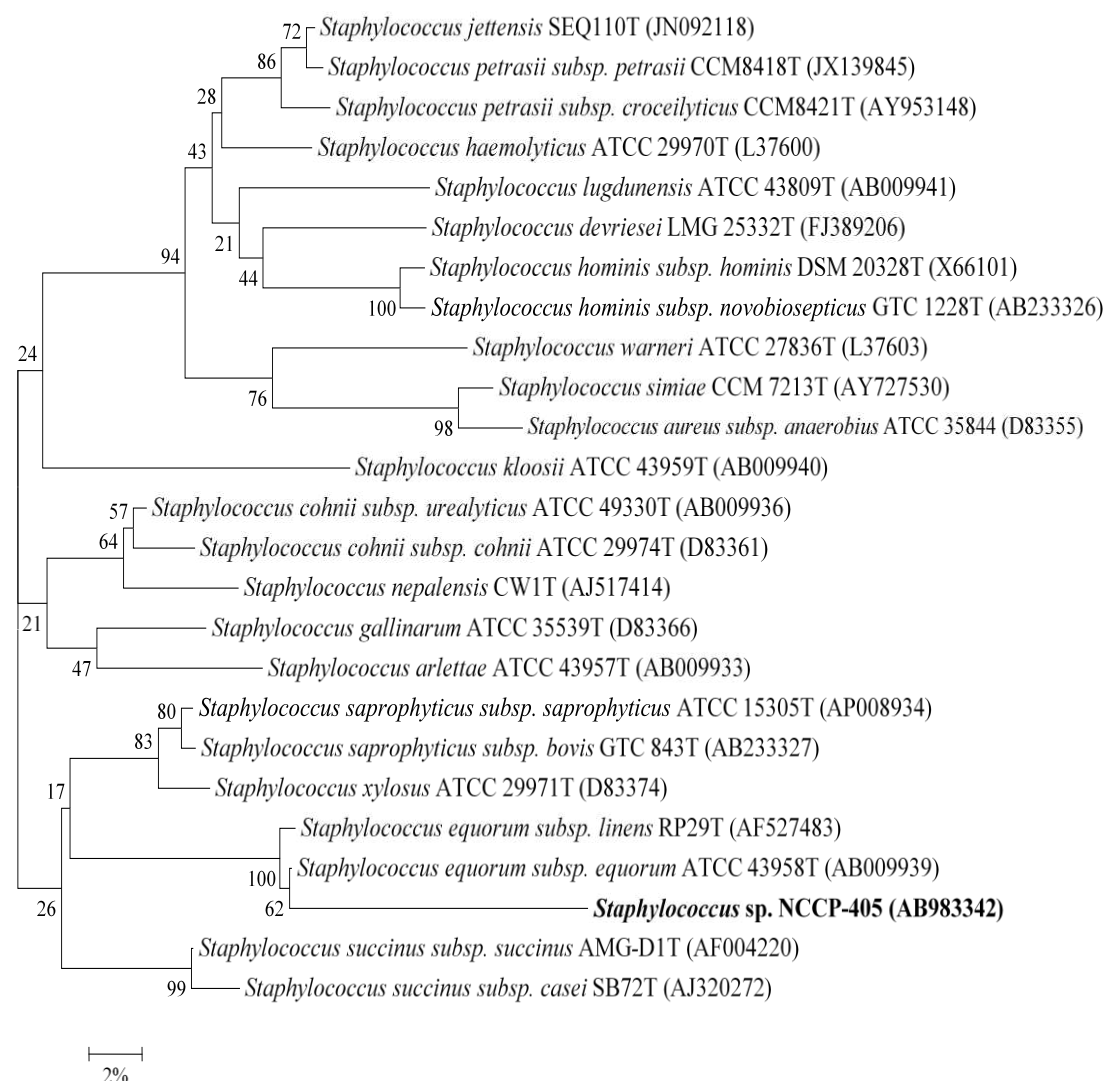 72
Staphylococcus jettensis SEQ110T (JN092118)
86
Staphylococcus petrasii subsp. petrasii CCM8418T (JX139845)
28
Staphylococcus petrasii subsp. croceilyticus CCM8421T (AY953148)
43
Staphylococcus haemolyticus ATCC 29970T (L37600)
Staphylococcus lugdunensis ATCC 43809T (AB009941)
21
Staphylococcus devriesei LMG 25332T (FJ389206)
94
44
Staphylococcus hominis subsp. hominis DSM 20328T (X66101)
100
Staphylococcus hominis subsp. novobiosepticus GTC 1228T (AB233326)
24
Staphylococcus warneri ATCC 27836T (L37603)
76
Staphylococcus simiae CCM 7213T (AY727530)
98
Staphylococcus aureus subsp. anaerobius ATCC 35844 (D83355)
Staphylococcus kloosii ATCC 43959T (AB009940)
57
Staphylococcus cohnii subsp. urealyticus ATCC 49330T (AB009936)
64
Staphylococcus cohnii subsp. cohnii ATCC 29974T (D83361)
Staphylococcus nepalensis CW1T (AJ517414)
21
Staphylococcus gallinarum ATCC 35539T (D83366)
47
Staphylococcus arlettae ATCC 43957T (AB009933)
80
Staphylococcus saprophyticus subsp. saprophyticus ATCC 15305T (AP008934)
83
Staphylococcus saprophyticus subsp. bovis GTC 843T (AB233327)
17
Staphylococcus xylosus ATCC 29971T (D83374)
Staphylococcus equorum subsp. linens RP29T (AF527483)
100
Staphylococcus equorum subsp. equorum ATCC 43958T (AB009939)
26
62
Staphylococcus sp. NCCP-405 (AB983342)
Staphylococcus succinus subsp. succinus AMG-D1T (AF004220)
99
Staphylococcus succinus subsp. casei SB72T (AJ320272)
2%